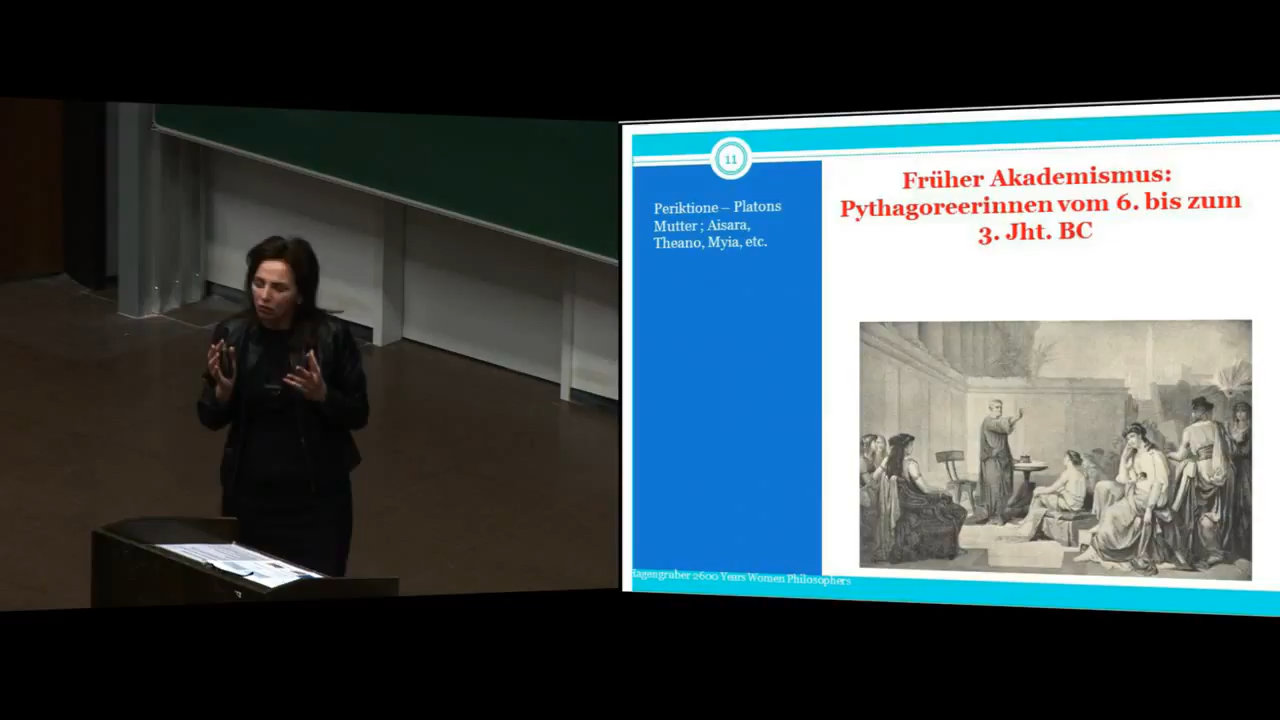 11
Früher Akademismus:
Pythagoreerinnen vom 6. bis zum
3. Jht. BC
Periktione – Platons
Mutter ; Aisara,
Theano, Myia, etc.
Hagengruber 2600 Years Women Philosophers